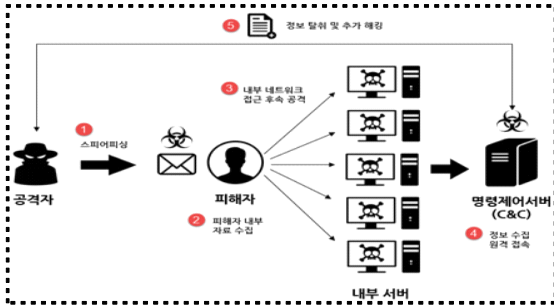 5 정보 탈취 및 추가 해킹
3 내부 네트워크
접근 후속 공격
1
스피어피싱
공격자
피해자
2 피해자 내부
자료 수집
명령제어서버
(C&C)
4 정보 수집
원격 접속
내부 서버